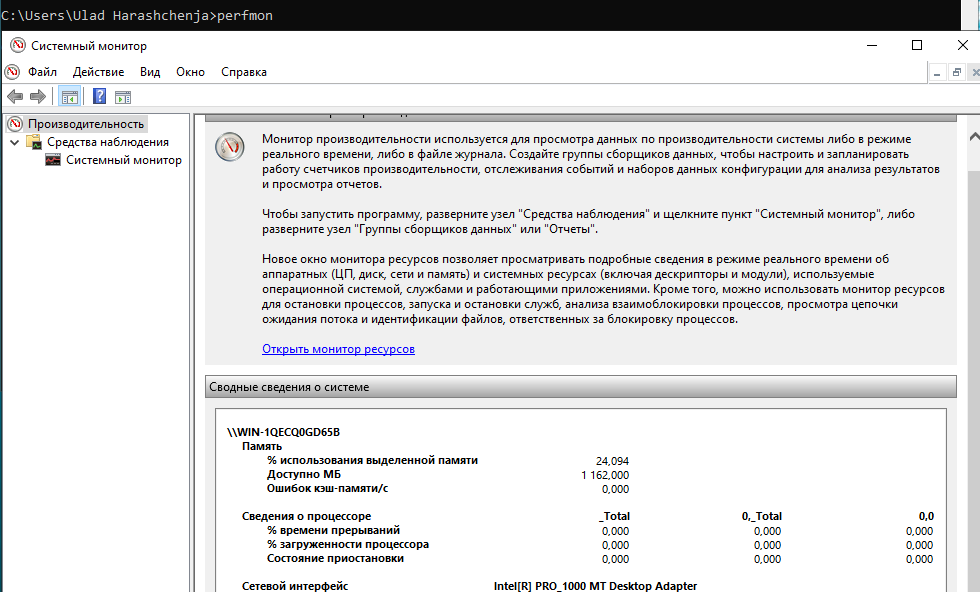 C:\Users\Ulad Harashchenja>perfmon
Системный монитор
Файл Действие Вид Окно Справка
Производительность
Средства наблюдения
Системный монитор
Монитор производительности используется для просмотра данных по производительности системы либо в режиме
реального времени, либо в файле журнала. Создайте группы сборщиков данных, чтобы настроить и запланировать
работу счетчиков производительности, отслеживания событий и наборов данных конфигурации для анализа результатов
и просмотра отчетов.
Чтобы запустить программу, разверните узел "Средства наблюдения" и щелкните пункт "Системный монитор", либо
разверните узел "Группы сборщиков данных" или "Отчеты".
Новое окно монитора ресурсов позволяет просматривать подробные сведения в режиме реального времени об
аппаратных (ЦП, диск, сети и память) и системных ресурсах (включая дескрипторы и модули), используемые
операционной системой, службами и работающими приложениями. Кроме того, можно использовать монитор ресурсов
для остановки процессов, запуска и остановки служб, анализа взаимоблокировки процессов, просмотра цепочки
ожидания потока и идентификации файлов, ответственных за блокировку процессов.
Открыть монитор ресурсов
Сводные сведения о системе
\\WIN-1QECQ0GD65B
Память
% использования выделенной памяти 24,094
Доступно МБ 1 162,000
Ошибок кэш-памяти/с 0,000
Сведения о процессоре _Total 0,_Total 0,0
% времени прерываний 0,000 0,000 0,000
% загруженности процессора 0,000 0,000 0,000
Состояние приостановки 0,000 0,000 0,000
Сетевой интерфейс Intel[R] PRO_1000 MT Desktop Adapter